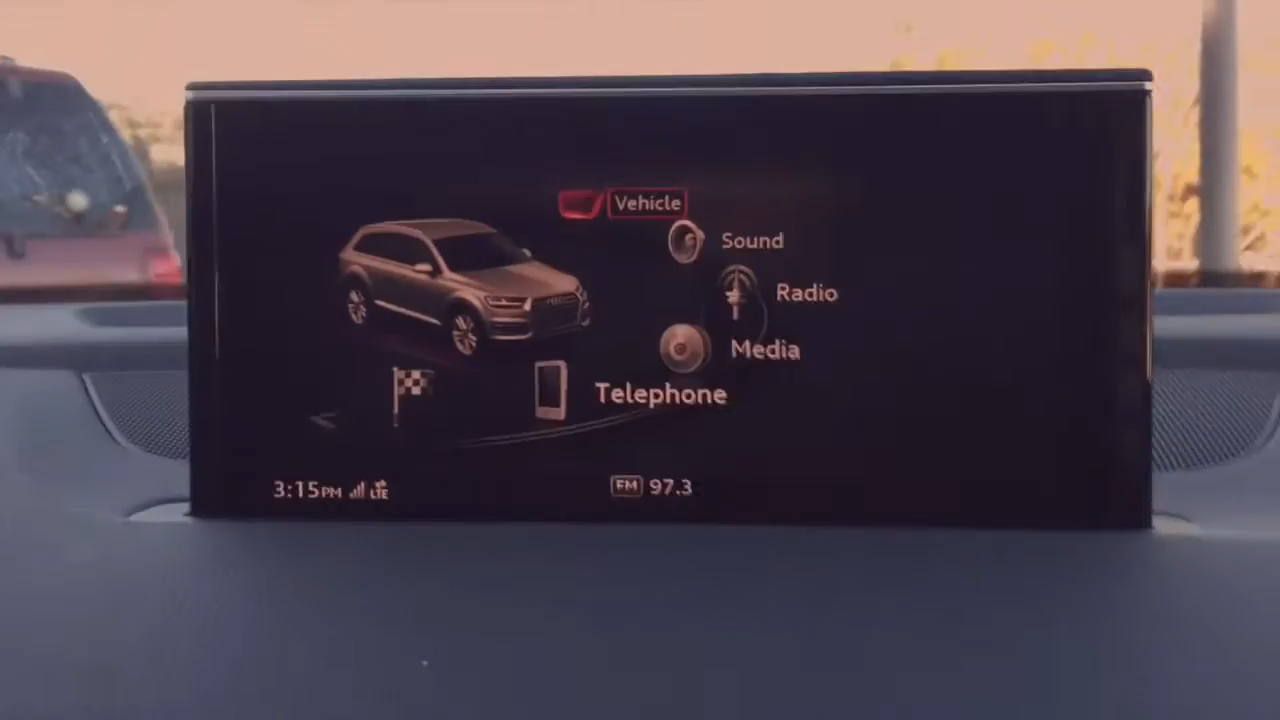 Vehicle
Sound
Radio
Media
Telephone
3:15PM LTE
FM 97.3